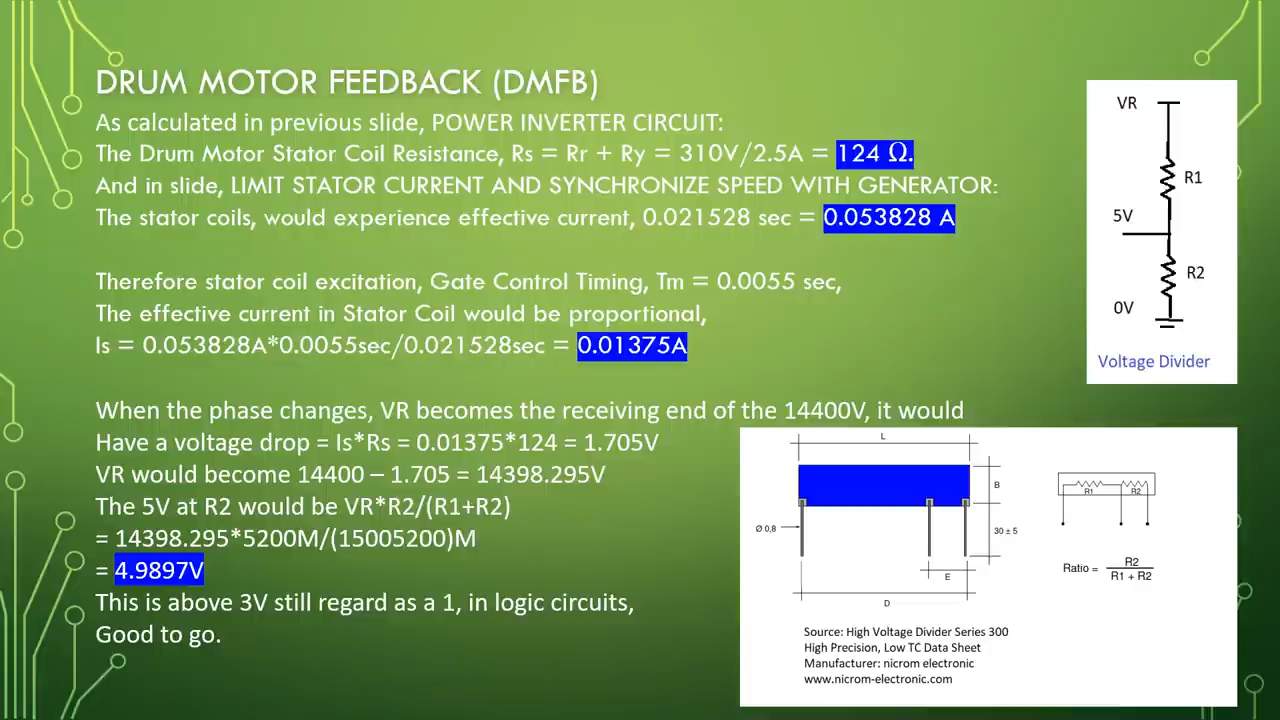 DRUM MOTOR FEEDBACK (DMFB)
As calculated in previous slide, POWER INVERTER CIRCUIT:
The Drum Motor Stator Coil Resistance, Rs = Rr + Ry = 310V/2.5A = 124 Ω.
And in slide, LIMIT STATOR CURRENT AND SYNCHRONIZE SPEED WITH GENERATOR:
The stator coils, would experience effective current, 0.021528 sec = 0.053828 A
Therefore stator coil excitation, Gate Control Timing, Tm = 0.0055 sec,
The effective current in Stator Coil would be proportional,
Is = 0.053828A*0.0055sec/0.021528sec = 0.01375A
When the phase changes, VR becomes the receiving end of the 14400V, it would
Have a voltage drop = Is*Rs = 0.01375*124 = 1.705V
VR would become 14400 – 1.705 = 14398.295V
The 5V at R2 would be VR*R2/(R1+R2)
= 14398.295*5200M/(15005200)M
= 4.9897V
This is above 3V still regard as a 1, in logic circuits,
Good to go.
VR
R1
5V
R2
0V
Voltage Divider
L
B
Ø 0,8
30 ± 5
E
D
R1 R2
Ratio = R2
R1 + R2
Source: High Voltage Divider Series 300
High Precision, Low TC Data Sheet
Manufacturer: nicrom electronic
www.nicrom-electronic.com